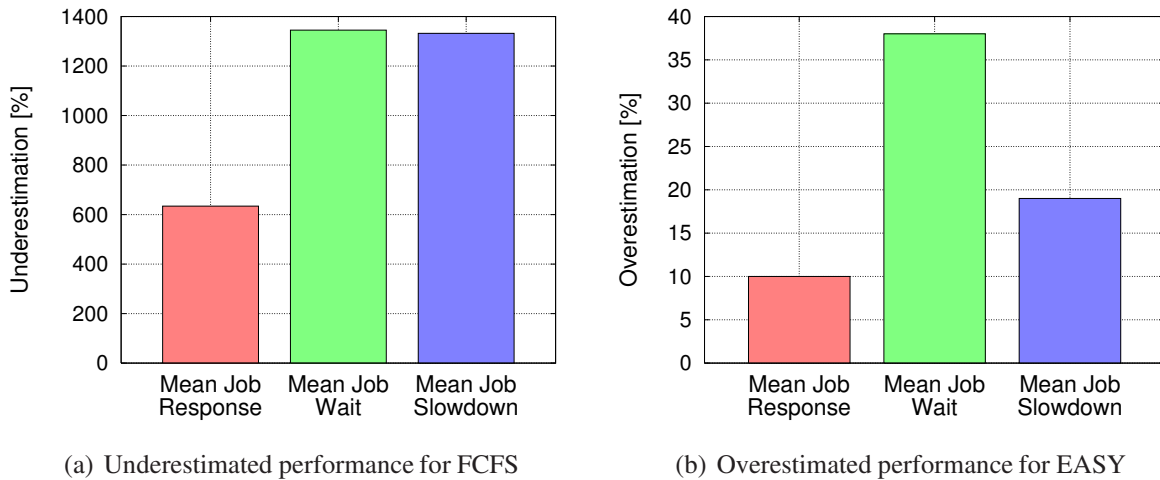 1400
1200
1000
800
600
400
200
0
Underestimation [%]
Mean Job
Response
Mean Job
Wait
Mean Job
Slowdown
(a) Underestimated performance for FCFS
40
35
30
25
20
15
10
5
0
Overestimation [%]
Mean Job
Response
Mean Job
Wait
Mean Job
Slowdown
(b) Overestimated performance for EASY